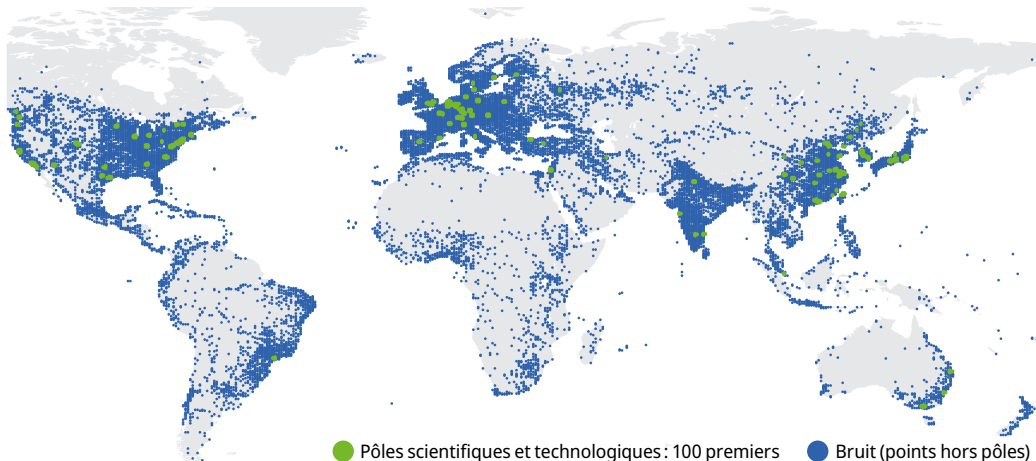 Pôles scientifiques et technologiques : 100 premiers
Bruit (points hors pôles)